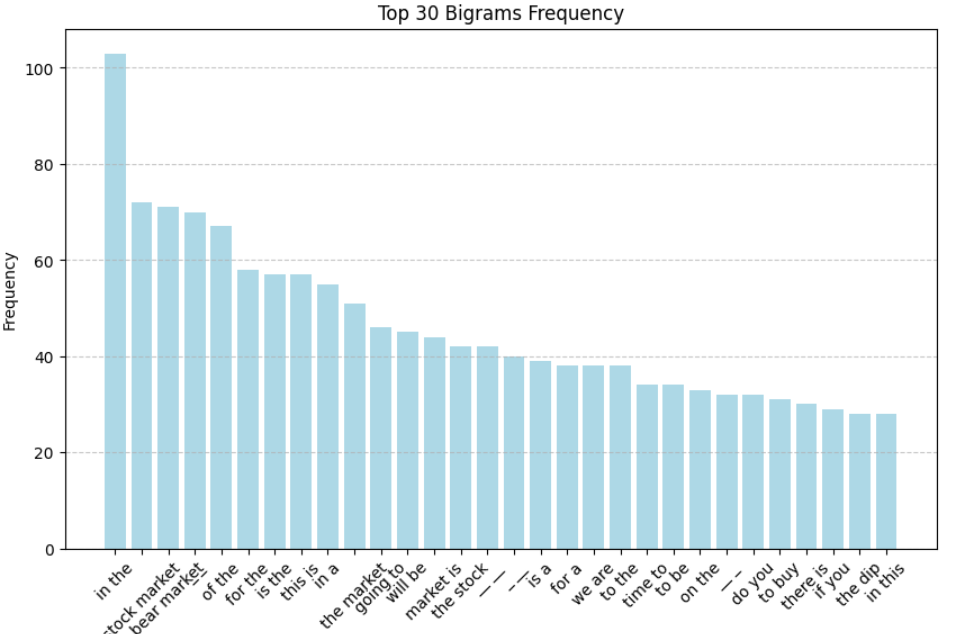 Top 30 Bigrams Frequency
100
80
60
40
20
0
Frequency
in the
stock market
bear market
- -
of the
for the
is the
this is
in a
the market
going to
will be
market is
the stock
— —
- —
is a
for a
we are
to the
time to
to be
on the
— -
do you
to buy
there is
if you
the dip
in this